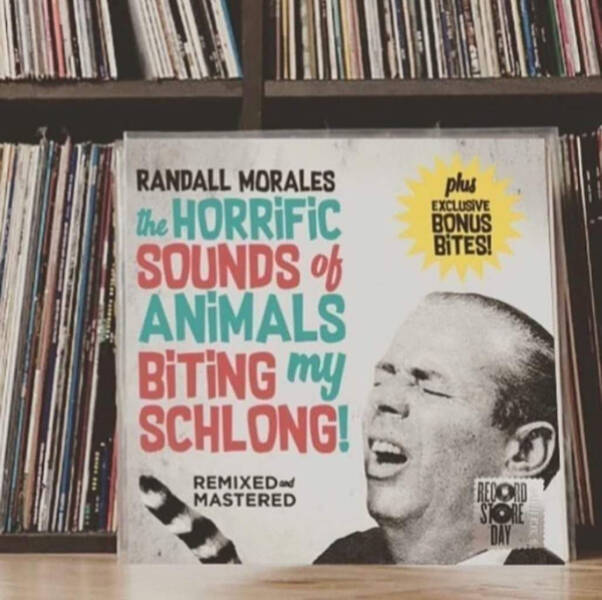 RANDALL MORALES
the HORRiFiC
SOUNDS of
ANiMALS
BiTiNG my
SCHLONG!
REMIXED and
MASTERED
plus
EXCLUSIVE
BONUS
BiTES!
RECORD
STORE
DAY